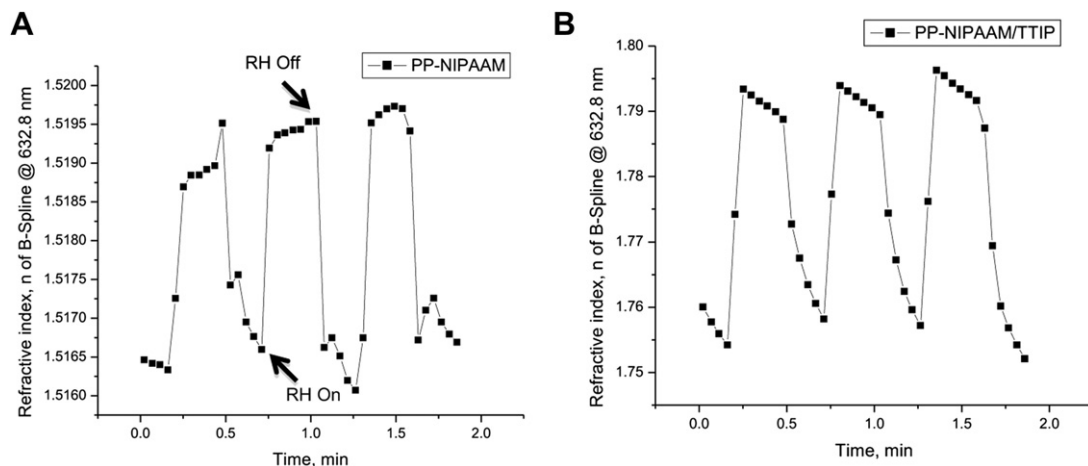 A
PP-NIPAAM
RH Off
RH On
Refractive index, n of B-Spline @ 632.8 nm
1.5200
1.5195
1.5190
1.5185
1.5180
1.5175
1.5170
1.5165
1.5160
0.0 0.5 1.0 1.5 2.0
Time, min
B
PP-NIPAAM/TTIP
Refractive index, n of B-Spline @ 632.8 nm
1.80
1.79
1.78
1.77
1.76
1.75
0.0 0.5 1.0 1.5 2.0
Time, min